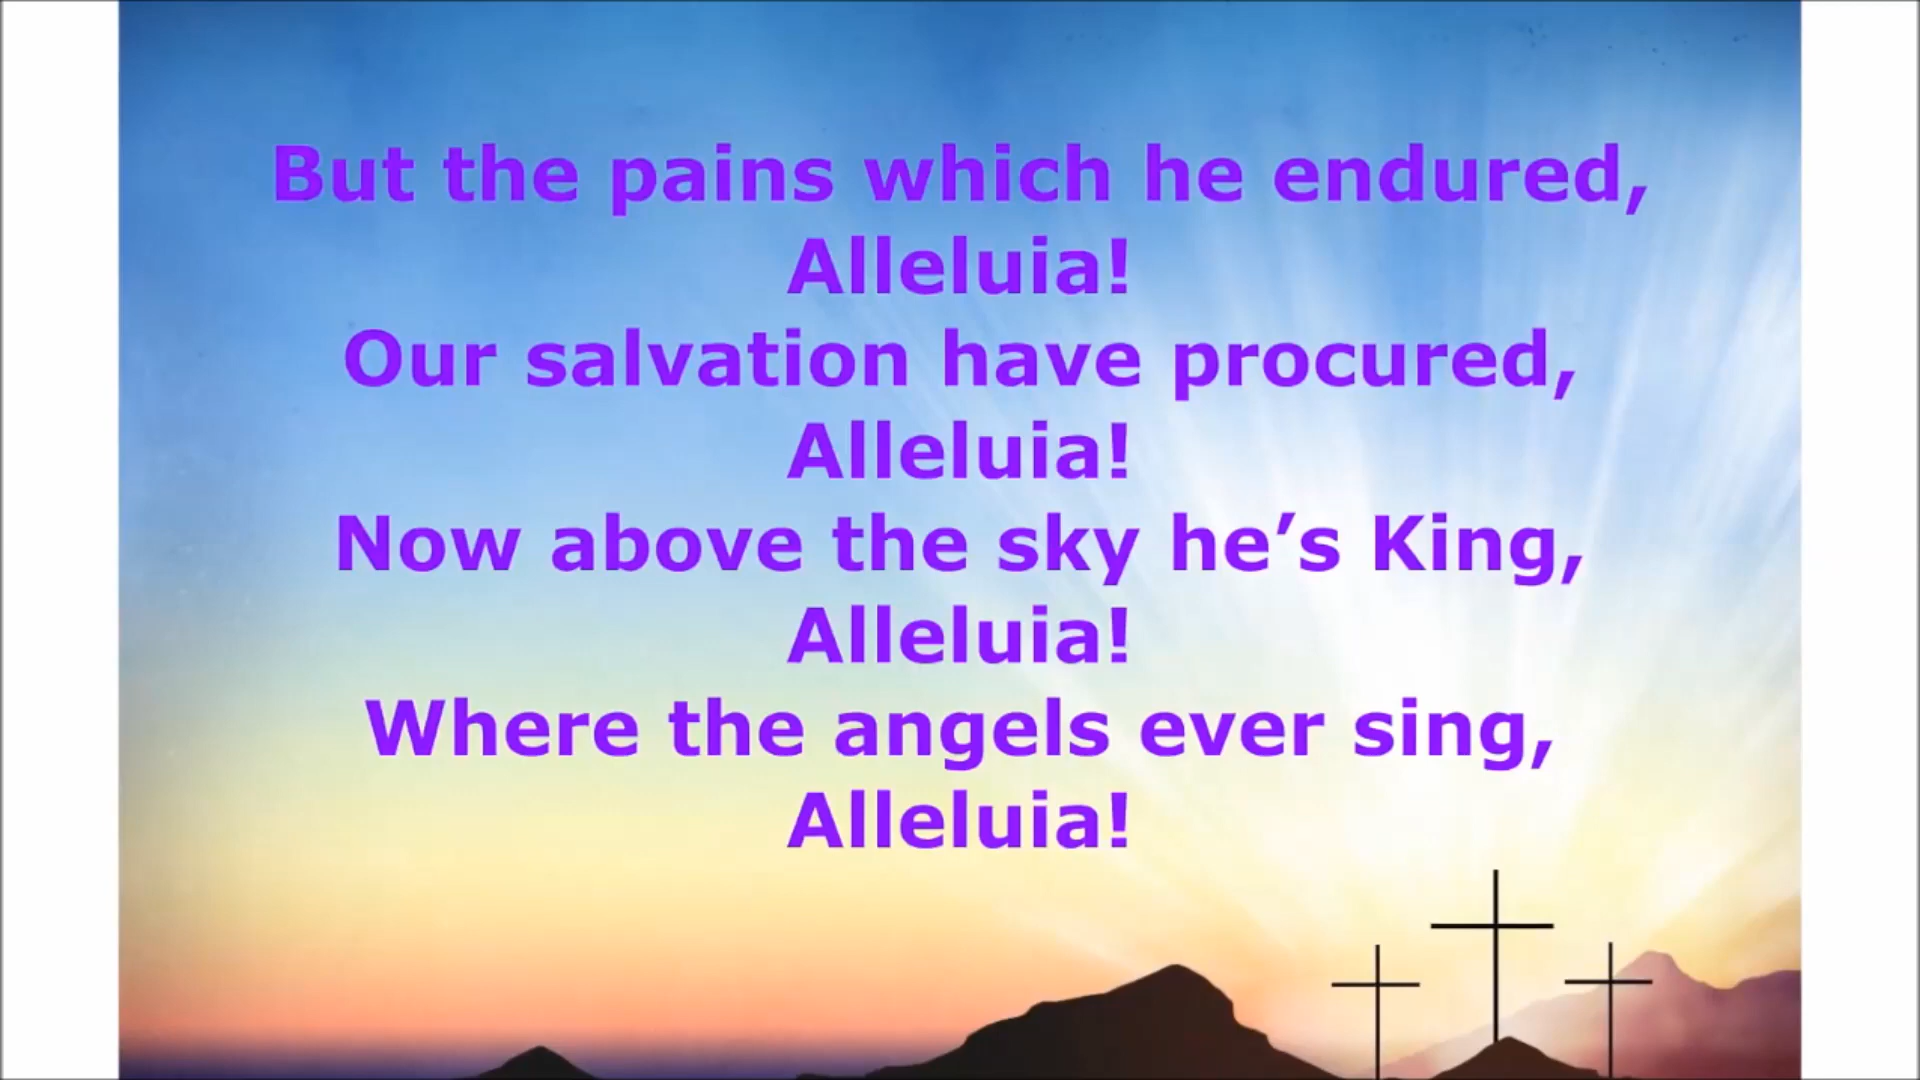 But the pains which he endured,
Alleluia!
Our salvation have procured,
Alleluia!
Now above the sky he’s King,
Alleluia!
Where the angels ever sing,
Alleluia!